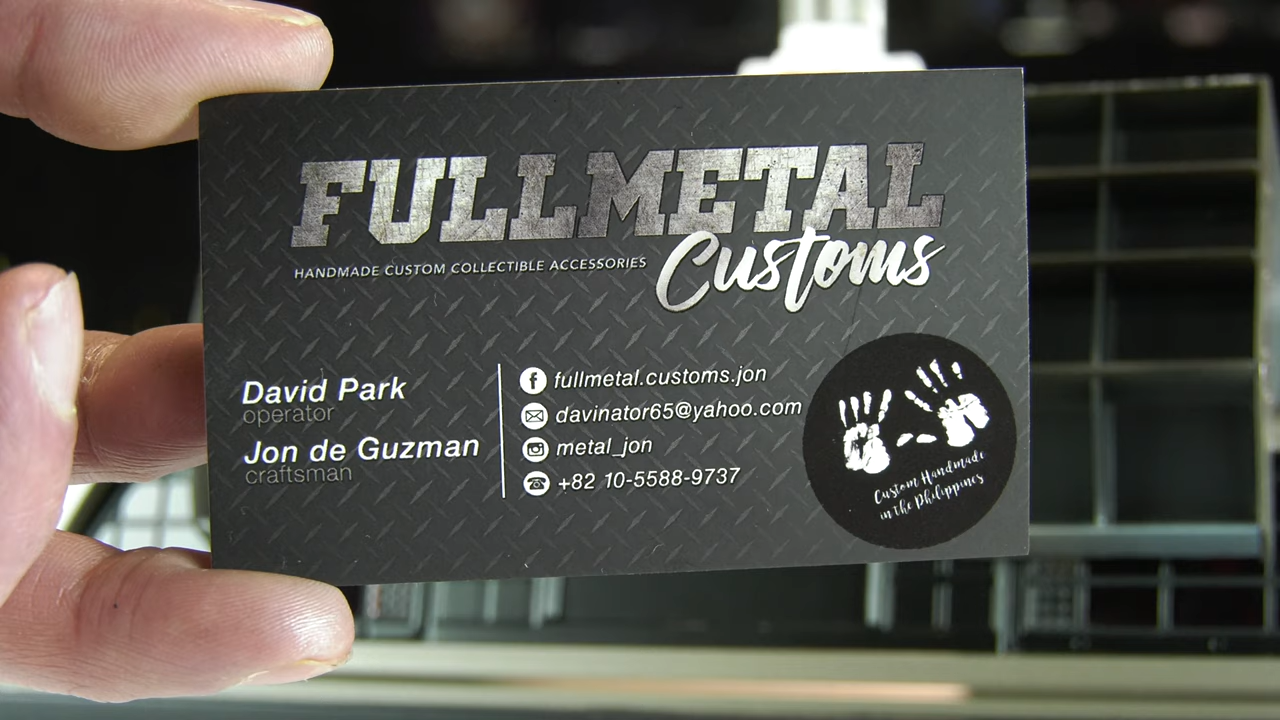 FULLMETAL
Customs
HANDMADE CUSTOM COLLECTIBLE ACCESSORIES
David Park
operator
Jon de Guzman
craftsman
fullmetal.customs.jon
davinator65@yahoo.com
metal_jon
+82 10-5588-9737
Custom Handmade
in the Philippines